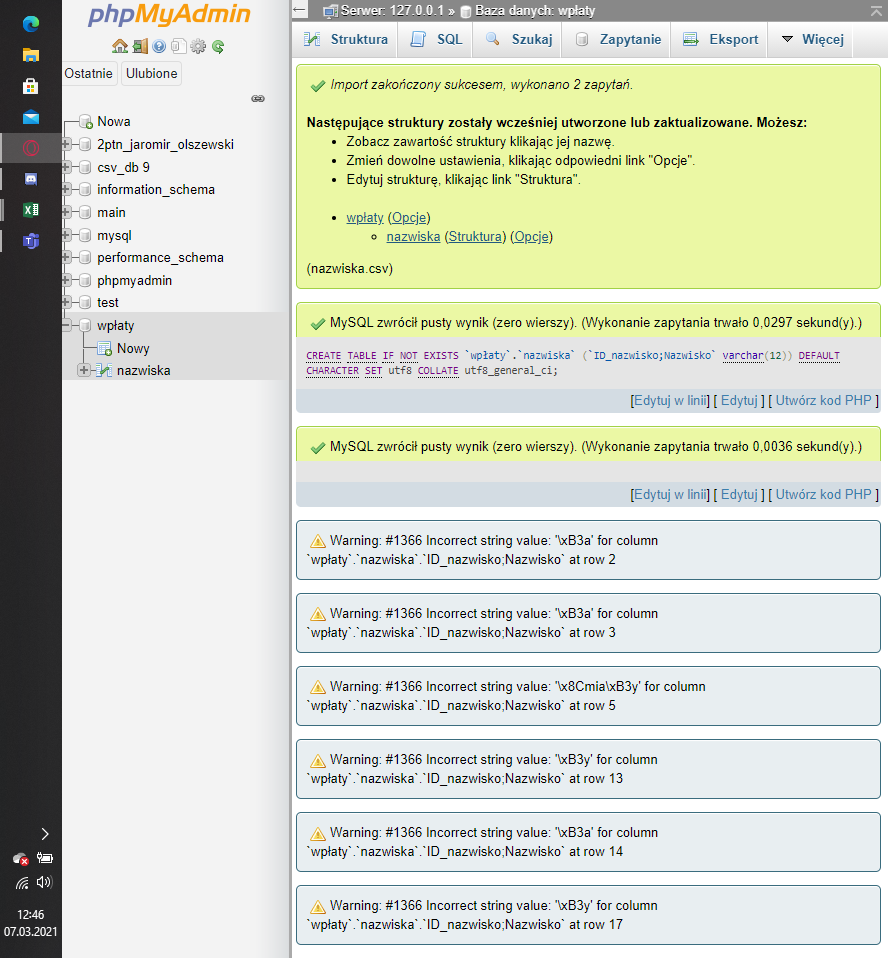 phpMyAdmin
Ostatnie Ulubione
Nowa
2ptn_jaromir_olszewski
csv_db 9
information_schema
main
mysql
performance_schema
phpmyadmin
test
wpłaty
Nowy
nazwiska
12:46
07.03.2021
Serwer: 127.0.0.1 » Baza danych: wpłaty
Struktura SQL Szukaj Zapytanie Eksport Więcej
Import zakończony sukcesem, wykonano 2 zapytań.
Następujące struktury zostały wcześniej utworzone lub zaktualizowane. Możesz:
• Zobacz zawartość struktury klikając jej nazwę.
• Zmień dowolne ustawienia, klikając odpowiedni link "Opcje".
• Edytuj strukturę, klikając link "Struktura".
• wpłaty (Opcje)
◦ nazwiska (Struktura) (Opcje)
(nazwiska.csv)
MySQL zwrócił pusty wynik (zero wierszy). (Wykonanie zapytania trwało 0,0297 sekund(y).)
CREATE TABLE IF NOT EXISTS `wpłaty`.`nazwiska` (`ID_nazwisko;Nazwisko` varchar(12)) DEFAULT
CHARACTER SET utf8 COLLATE utf8_general_ci;
[Edytuj w linii] [ Edytuj ] [ Utwórz kod PHP ]
MySQL zwrócił pusty wynik (zero wierszy). (Wykonanie zapytania trwało 0,0036 sekund(y).)
[Edytuj w linii] [ Edytuj ] [ Utwórz kod PHP ]
Warning: #1366 Incorrect string value: '\xB3a' for column
`wpłaty`.`nazwiska`.`ID_nazwisko;Nazwisko` at row 2
Warning: #1366 Incorrect string value: '\xB3a' for column
`wpłaty`.`nazwiska`.`ID_nazwisko;Nazwisko` at row 3
Warning: #1366 Incorrect string value: '\x8Cmia\xB3y' for column
`wpłaty`.`nazwiska`.`ID_nazwisko;Nazwisko` at row 5
Warning: #1366 Incorrect string value: '\xB3y' for column
`wpłaty`.`nazwiska`.`ID_nazwisko;Nazwisko` at row 13
Warning: #1366 Incorrect string value: '\xB3a' for column
`wpłaty`.`nazwiska`.`ID_nazwisko;Nazwisko` at row 14
Warning: #1366 Incorrect string value: '\xB3y' for column
`wpłaty`.`nazwiska`.`ID_nazwisko;Nazwisko` at row 17